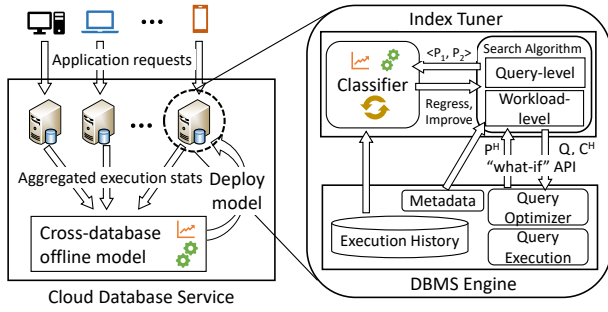 Application requests
Aggregated execution stats
Deploy
model
Cross-database
offline model
Cloud Database Service
Index Tuner
Classifier
<P₁, P₂>
Regress,
Improve
Search Algorithm
Query-level
Workload-
level
Pᴴ
Q, Cᴴ
"what-if" API
Metadata
Execution History
Query
Optimizer
Query
Execution
DBMS Engine